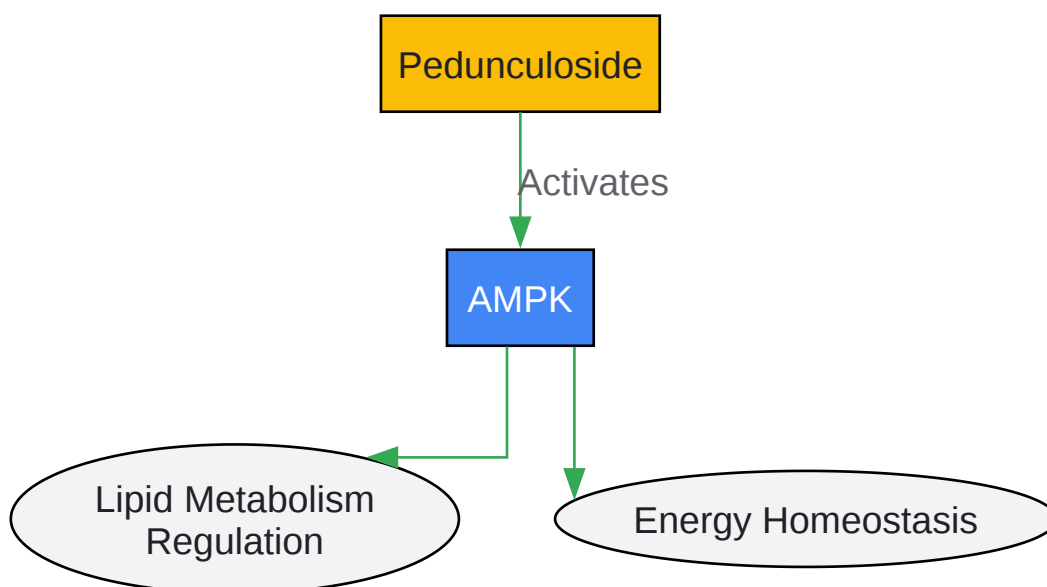 Pedunculoside
Activates
AMPK
Lipid Metabolism
Regulation
Energy Homeostasis